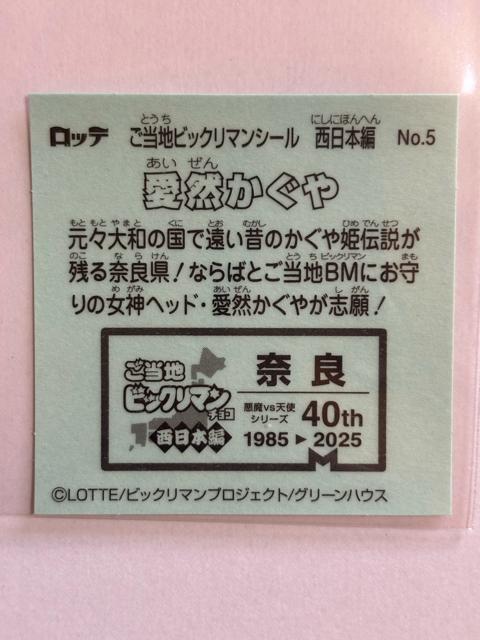 ロッテ ご当地ビックリマンシール 西日本編 No.5
愛然かぐや
元々大和の国で遠い昔のかぐや姫伝説が
残る奈良県!ならばとご当地BMにお守
りの女神ヘッド・愛然かぐやが志願!
ご当地
ビックリマン
チョコ
西日本編
奈良
悪魔vs天使
シリーズ 40th
1985▶2025
©LOTTE/ビックリマンプロジェクト/グリーンハウス